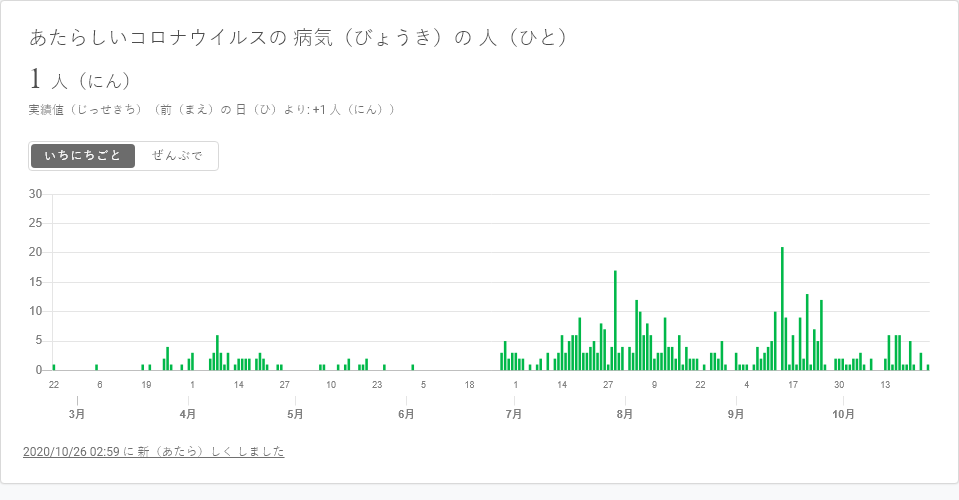 あたらしいコロナウイルスの 病気（びょうき）の 人（ひと）
1 人（にん）
実績値（じっせきち）（前（まえ）の 日（ひ）より: +1 人（にん））
いちにちごと ぜんぶで
30
25
20
15
10
5
0
22 6 19 1 14 27 10 23 5 18 1 14 27 9 22 4 17 30 13
3月 4月 5月 6月 7月 8月 9月 10月
2020/10/26 02:59 に 新（あたら）しく しました